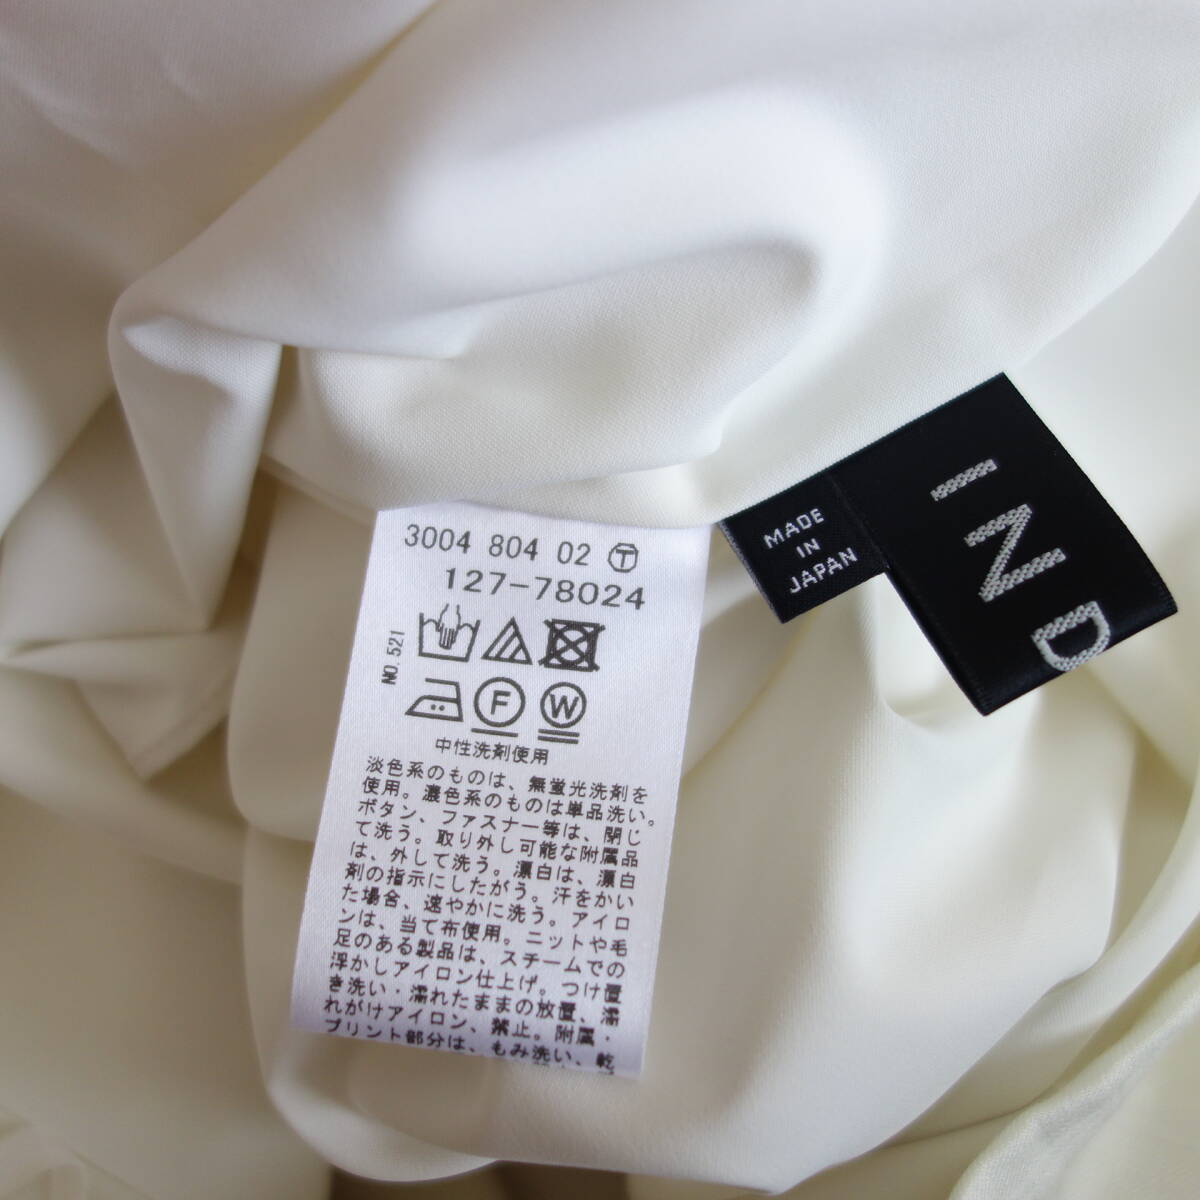 3004 804 02 Ⓣ
127-78024
NO.521
F W
中性洗剤使用
淡色系のものは、無蛍光洗剤を
使用。濃色系のものは単品洗い。
ボタン、ファスナー等は、閉じ
て洗う。取り外し可能な附属品
は、外して洗う。漂白は、漂白
剤の指示にしたがう。汗をかい
た場合、速やかに洗う。アイロ
ンは、当て布使用。ニットや毛
足のある製品は、スチームでの
浮かしアイロン仕上げ。つけ置
き洗い・濡れたままの放置、濡
れがけアイロン、禁止。附属・
プリント部分は、もみ洗い、乾
MADE
IN
JAPAN
IND